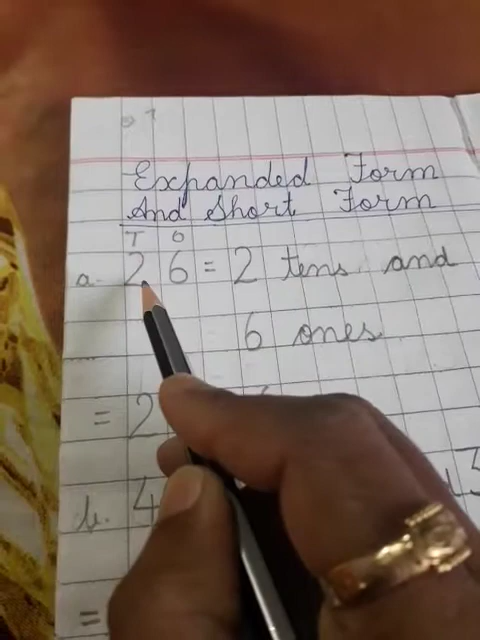 Expanded Form
And Short Form
T O
a. 26 = 2 tens and
6 ones
= 2
b. 4
=